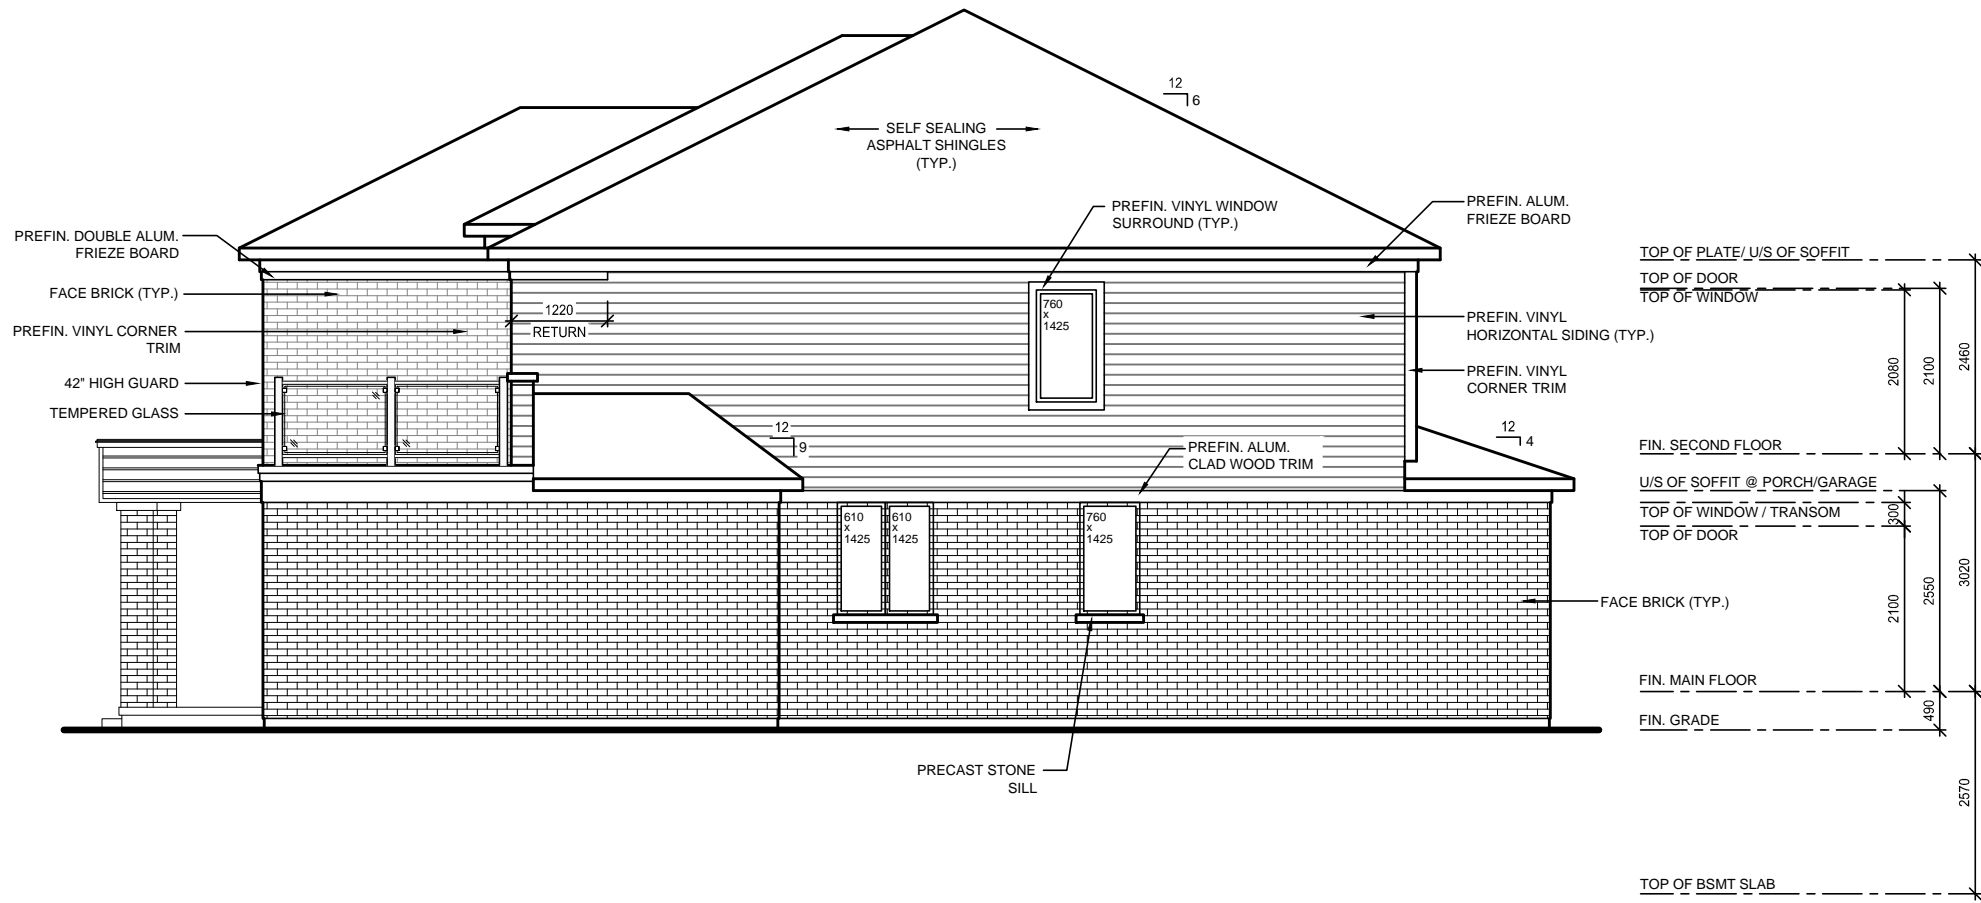 12
6
SELF SEALING
ASPHALT SHINGLES
(TYP.)
PREFIN. VINYL WINDOW
SURROUND (TYP.)
PREFIN. ALUM.
FRIEZE BOARD
PREFIN. DOUBLE ALUM.
FRIEZE BOARD
FACE BRICK (TYP.)
PREFIN. VINYL CORNER
TRIM
42" HIGH GUARD
TEMPERED GLASS
1220
RETURN
760
x
1425
PREFIN. VINYL
HORIZONTAL SIDING (TYP.)
PREFIN. VINYL
CORNER TRIM
12
9
12
4
PREFIN. ALUM.
CLAD WOOD TRIM
610
x
1425
610
x
1425
760
x
1425
FACE BRICK (TYP.)
PRECAST STONE
SILL
TOP OF PLATE/ U/S OF SOFFIT
TOP OF DOOR
TOP OF WINDOW
2080
2100
2460
FIN. SECOND FLOOR
U/S OF SOFFIT @ PORCH/GARAGE
TOP OF WINDOW / TRANSOM
TOP OF DOOR
300
2100
2550
3020
FIN. MAIN FLOOR
FIN. GRADE
490
2570
TOP OF BSMT SLAB